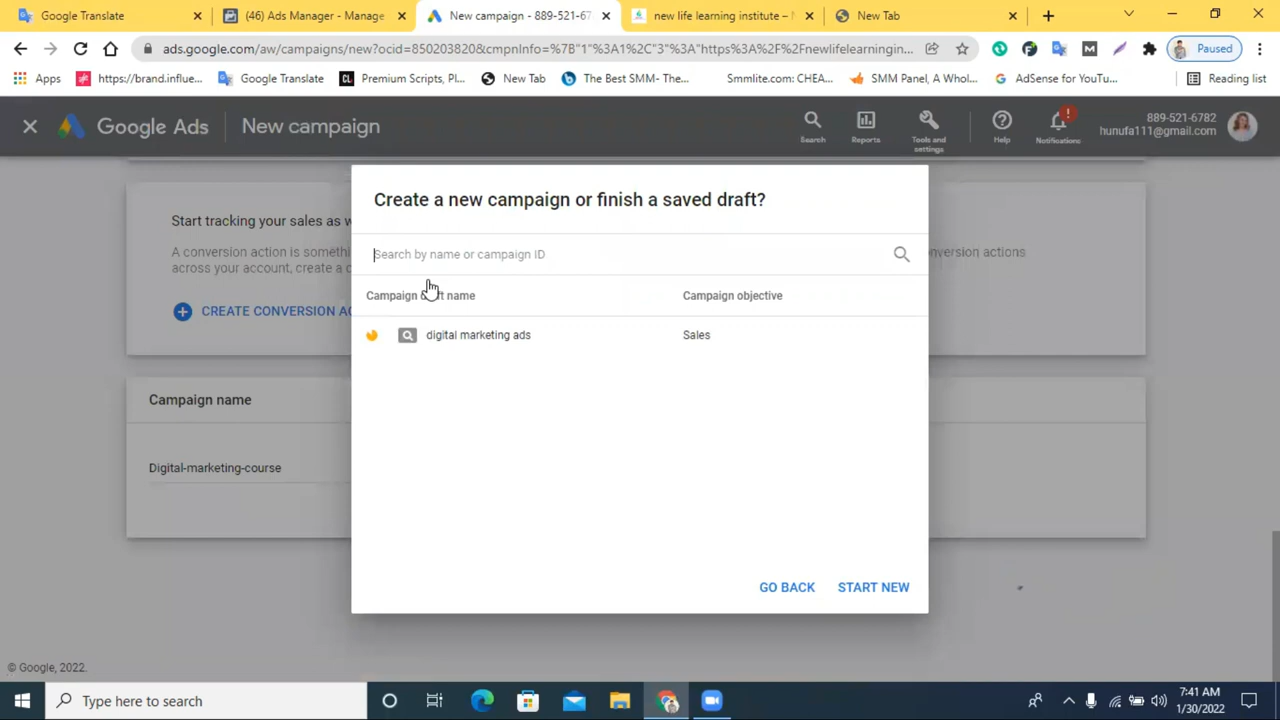 Google Translate
(46) Ads Manager - Manage
New campaign - 889-521-67
new life learning institute –
New Tab
ads.google.com/aw/campaigns/new?ocid=850203820&cmpnInfo=%7B"1"%3A1%2C"3"%3A"https%3A%2F%2Fnewlifelearningin...
Paused
Apps
https://brand.influe...
Google Translate
Premium Scripts, Pl...
New Tab
The Best SMM- The...
Smmlite.com: CHEA...
SMM Panel, A Whol...
AdSense for YouTu...
Reading list
Google Ads
New campaign
Search
Reports
Tools and settings
Help
Notifications
889-521-6782
hunufa111@gmail.com
Create a new campaign or finish a saved draft?
Start tracking your sales as w
A conversion action is somethi
across your account, create a c
onversion actions
CREATE CONVERSION AC
Search by name or campaign ID
Campaign draft name
Campaign objective
digital marketing ads
Sales
Campaign name
Digital-marketing-course
GO BACK
START NEW
© Google, 2022.
Type here to search
7:41 AM
1/30/2022